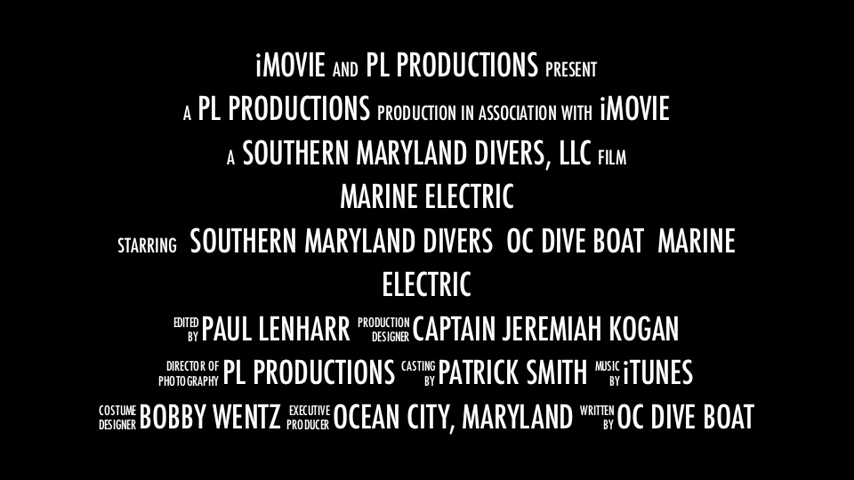 iMOVIE AND PL PRODUCTIONS PRESENT
A PL PRODUCTIONS PRODUCTION IN ASSOCIATION WITH iMOVIE
A SOUTHERN MARYLAND DIVERS, LLC FILM
MARINE ELECTRIC
STARRING SOUTHERN MARYLAND DIVERS OC DIVE BOAT MARINE
ELECTRIC
EDITED BY PAUL LENHARR PRODUCTION DESIGNER CAPTAIN JEREMIAH KOGAN
DIRECTOR OF PHOTOGRAPHY PL PRODUCTIONS CASTING BY PATRICK SMITH MUSIC BY iTUNES
COSTUME DESIGNER BOBBY WENTZ EXECUTIVE PRODUCER OCEAN CITY, MARYLAND WRITTEN BY OC DIVE BOAT